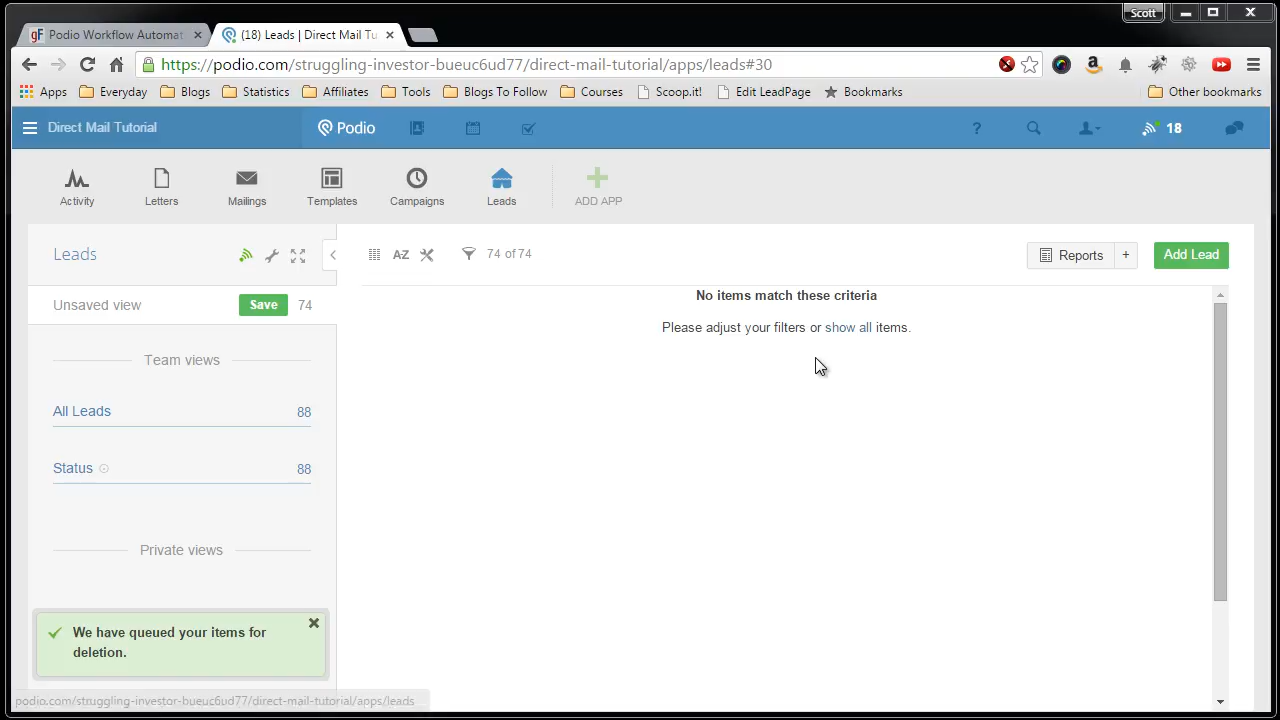 Scott
gf Podio Workflow Automat
(18) Leads | Direct Mail Tu
https://podio.com/struggling-investor-bueuc6ud77/direct-mail-tutorial/apps/leads#30
Apps Everyday Blogs Statistics Affiliates Tools Blogs To Follow Courses Scoop.it! Edit LeadPage Bookmarks Other bookmarks
Direct Mail Tutorial Podio ? 18
Activity Letters Mailings Templates Campaigns Leads ADD APP
Leads A-Z 74 of 74 Reports + Add Lead
Unsaved view Save 74
No items match these criteria
Please adjust your filters or show all items.
Team views
All Leads 88
Status 88
Private views
We have queued your items for
deletion.
podio.com/struggling-investor-bueuc6ud77/direct-mail-tutorial/apps/leads